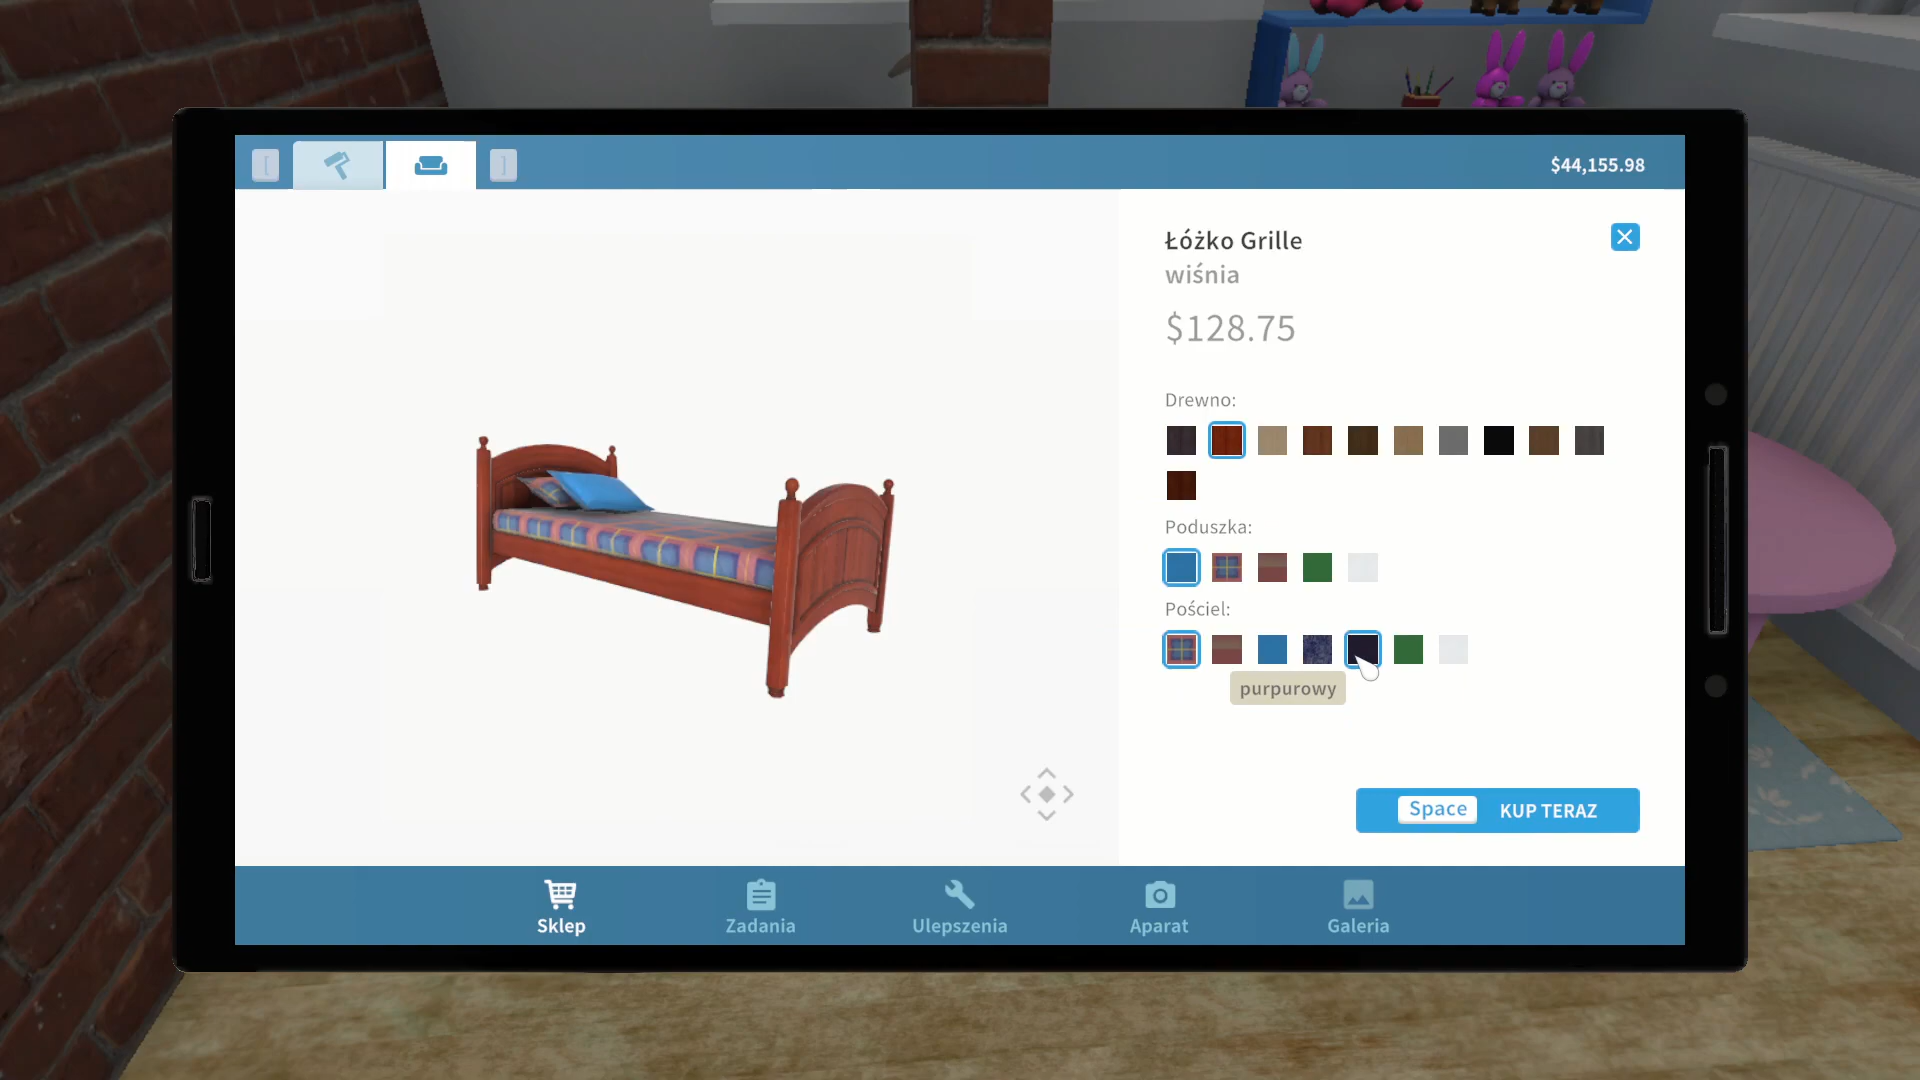 [
]
$44,155.98
Łóżko Grille
wiśnia
$128.75
Drewno:
Poduszka:
Pościel:
purpurowy
Space KUP TERAZ
Sklep
Zadania
Ulepszenia
Aparat
Galeria